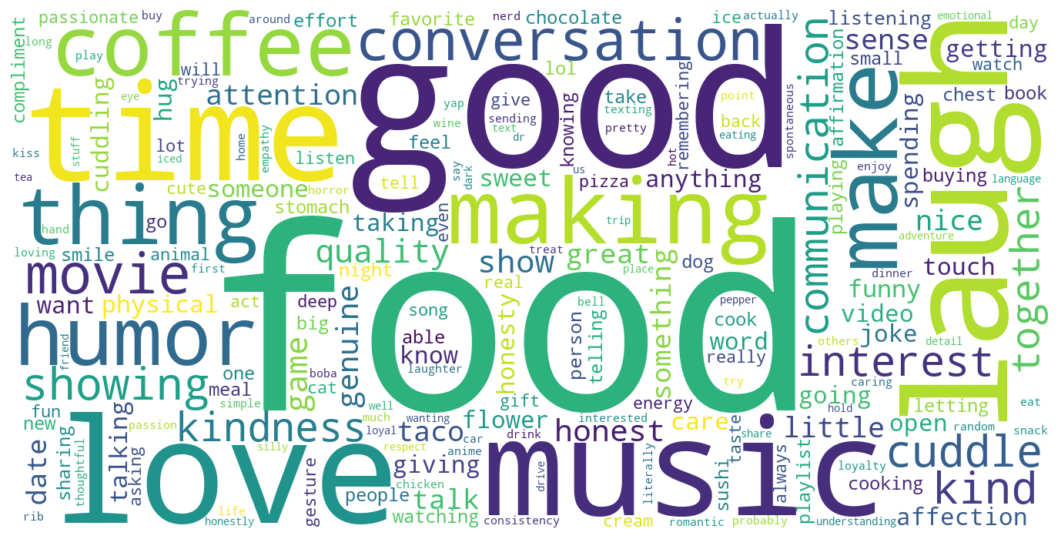 compliment
long
passionate
buy
around
effort
favorite
nerd
chocolate
ice
actually
communication
listening
emotional
day
coffee
conversation
sense
small
getting
watch
play
trying
will
hug
attention
lol
yap
give
sending
take
texting
point
back
eating
wine
text
dr
pretty
knowing
remembering
hot
spontaneous
good
time
cuddling
eye
lot
iced
home
empathy
listen
feel
tell
say
dark
even
us
make
laugh
playing
affirmation
chest
book
spending
enjoy
buying
language
kiss
stuff
tea
cute
someone
horror
stomach
sweet
pizza
anything
thing
hand
go
taking
making
trip
nice
adventure
together
loving
smile
animal
first
quality
show
treat
great
place
dog
dinner
touch
movie
night
real
want
physical
act
deep
funny
video
detail
humor
friend
big
game
genuine
song
able
know
laughter
bell
person
telling
something
pepper
cook
word
really
others
joke
interest
food
honesty
showing
one
meal
cat
boba
try
caring
going
letting
eat
simple
gift
energy
hold
fun
new
passion
kindness
well
much
loyal
wanting
taco
car
flower
interested
honest
care
little
open
random
snack
date
sharing
thoughtful
talking
asking
silly
respect
anime
drink
share
taste
always
playlist
loyalty
cuddle
love
giving
chicken
music
drive
literally
sushi
cooking
kind
rib
life
honestly
gesture
people
talk
watching
consistency
cream
romantic
probably
understanding
affection